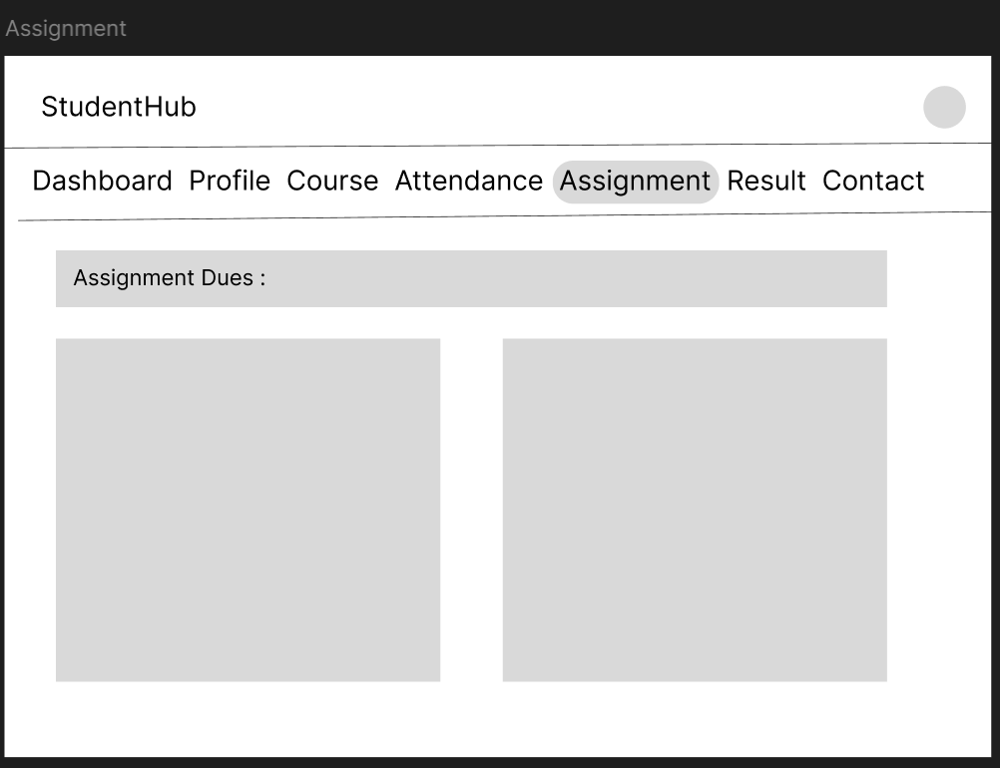 Assignment
StudentHub
Dashboard Profile Course Attendance Assignment Result Contact
Assignment Dues :